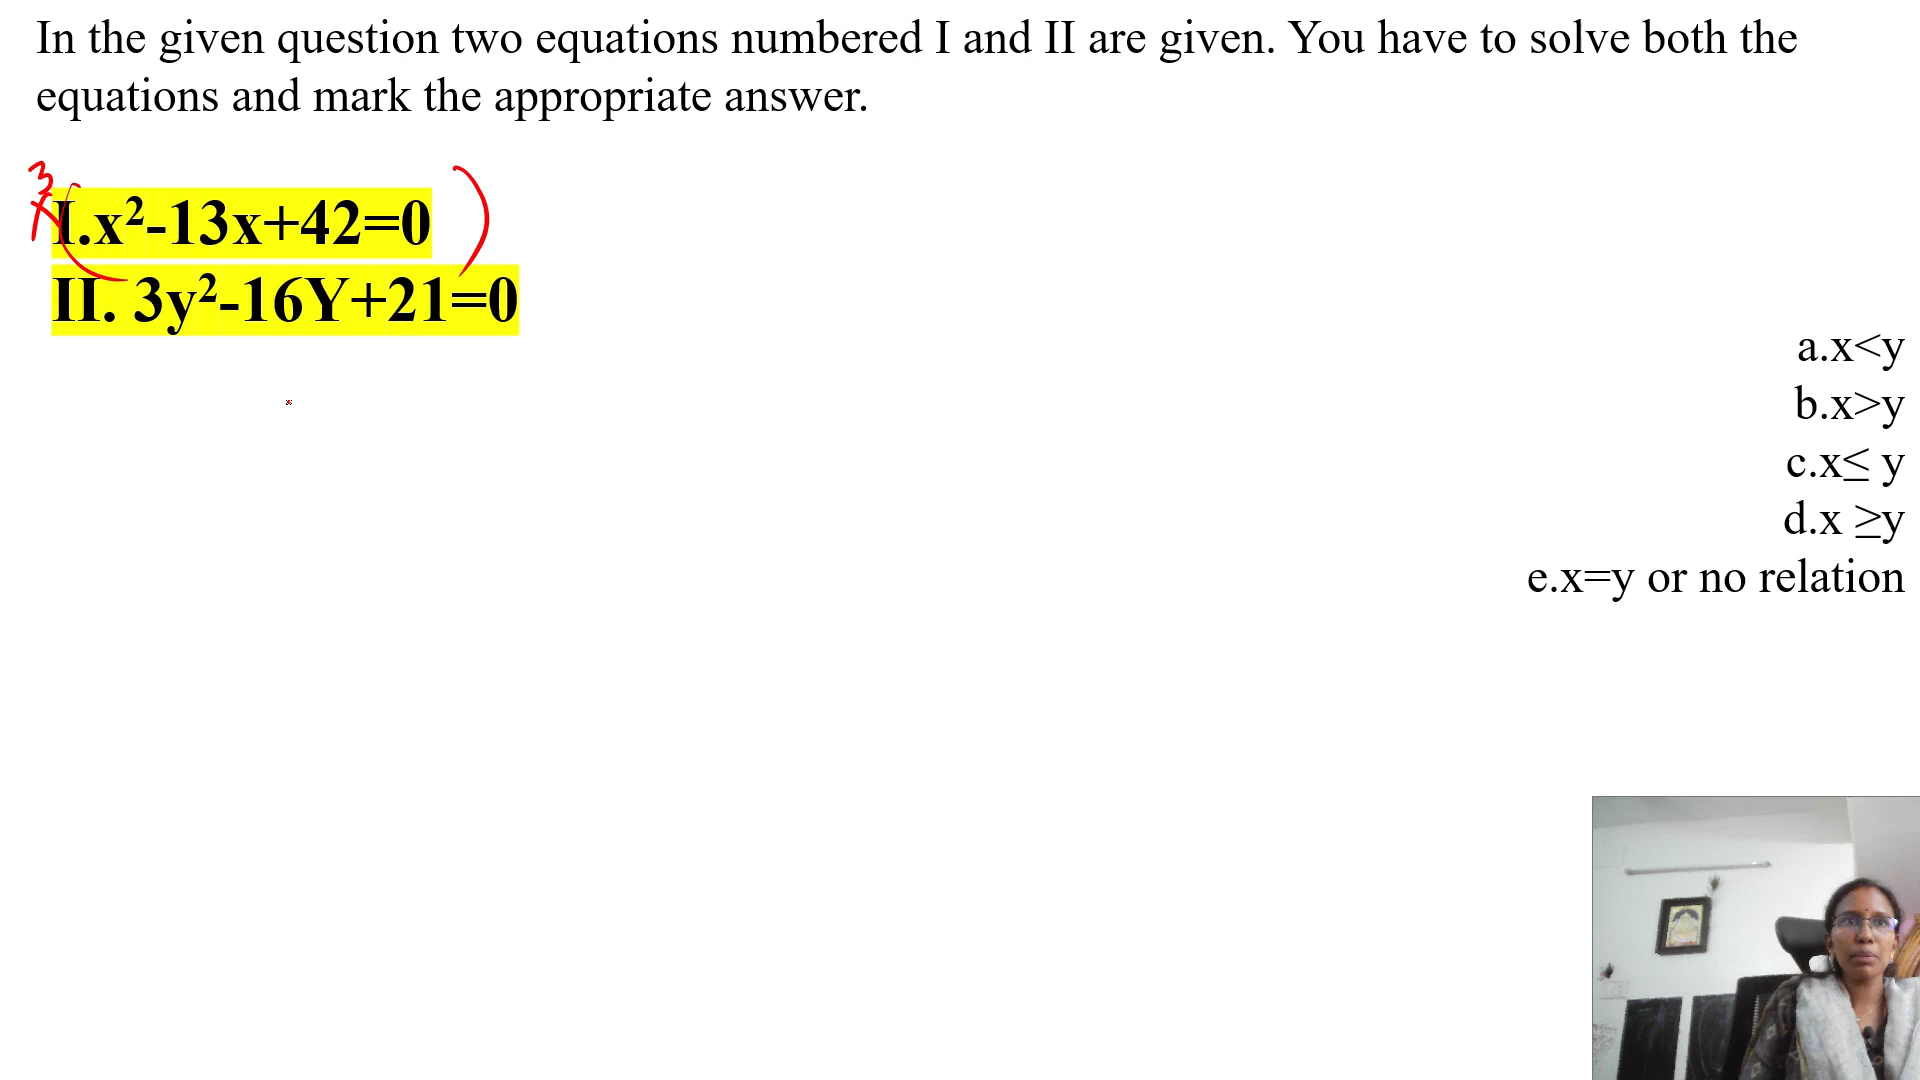 In the given question two equations numbered I and II are given. You have to solve both the
equations and mark the appropriate answer.
3
I.x²-13x+42=0
II. 3y²-16Y+21=0
a.x<y
b.x>y
c.x≤ y
d.x ≥y
e.x=y or no relation